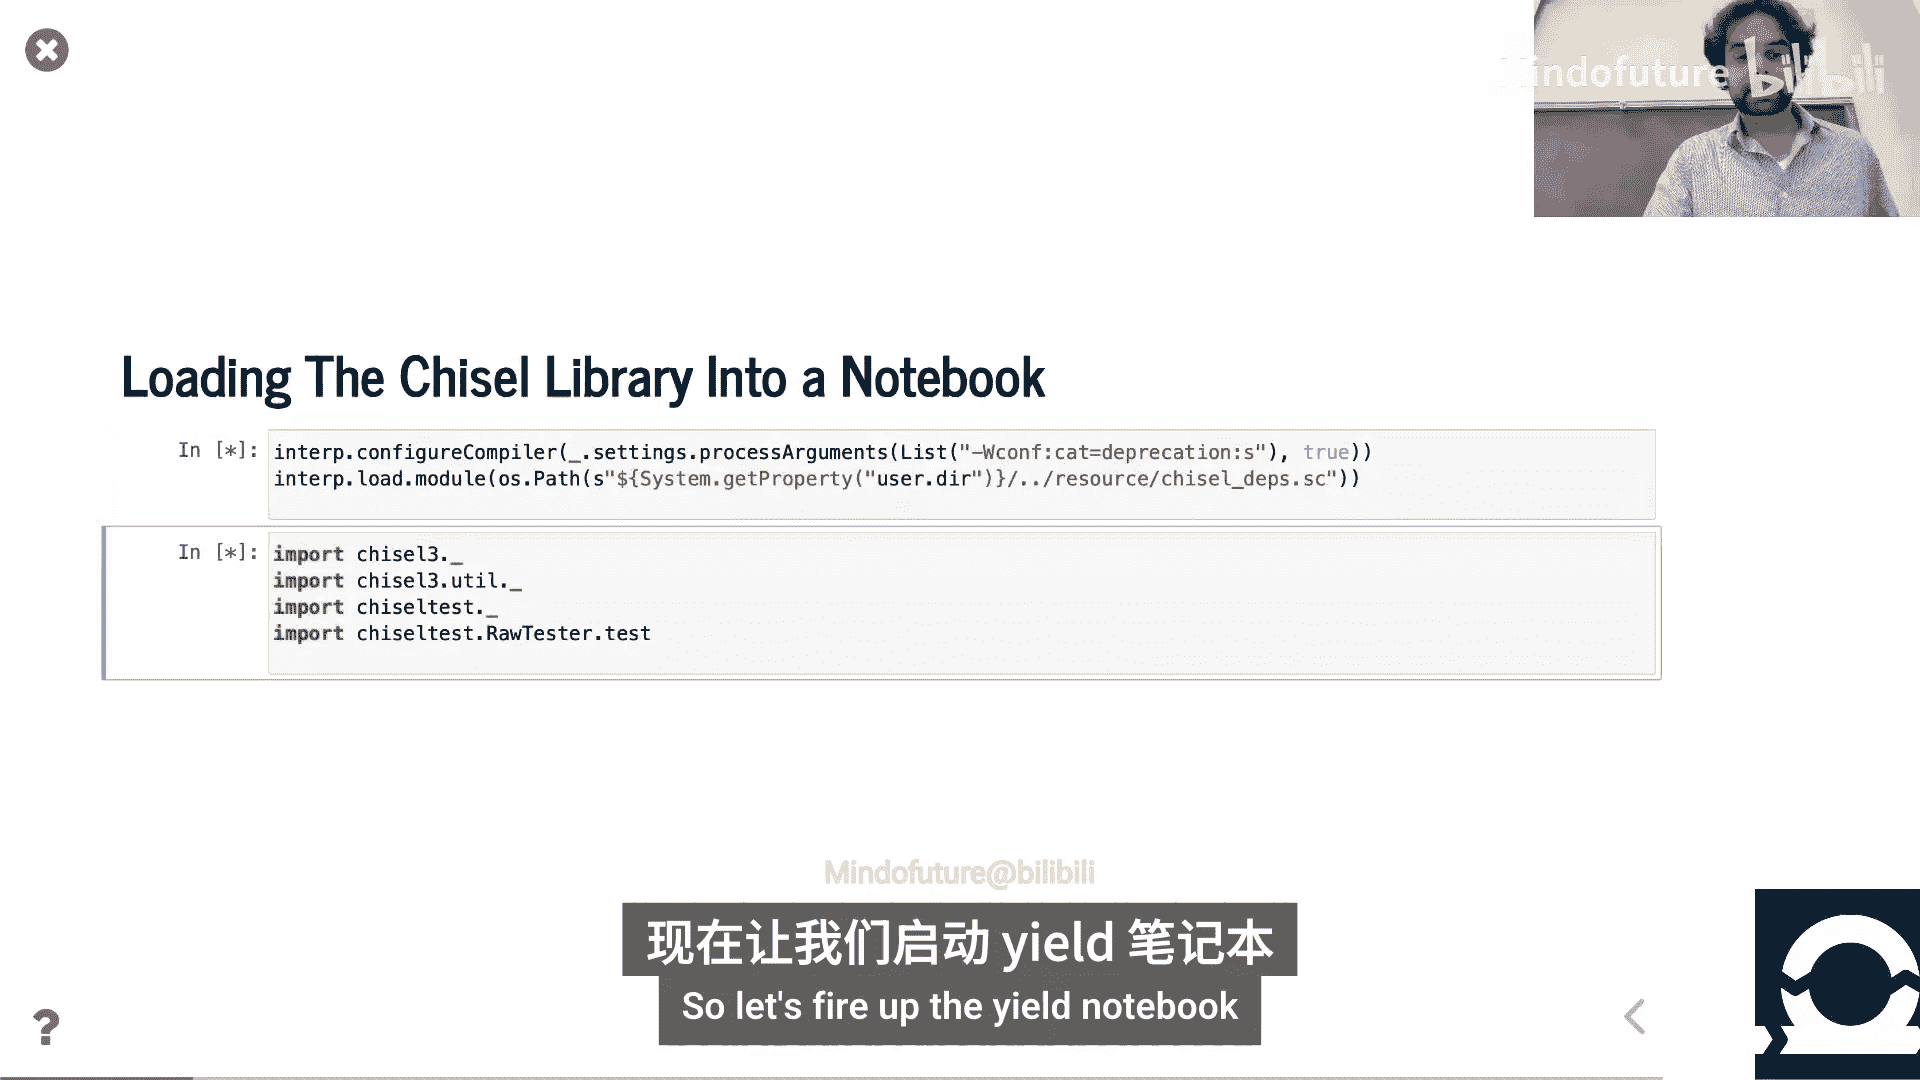 Mindofuture bilibili
Loading The Chisel Library Into a Notebook
In [*]: interp.configureCompiler(_.settings.processArguments(List("-Wconf:cat=deprecation:s"), true))
interp.load.module(os.Path(s"${System.getProperty("user.dir")}/../resource/chisel_deps.sc"))
In [*]: import chisel3._
import chisel3.util._
import chiseltest._
import chiseltest.RawTester.test
Mindofuture@bilibili
现在让我们启动 yield 笔记本
So let's fire up the yield notebook
?